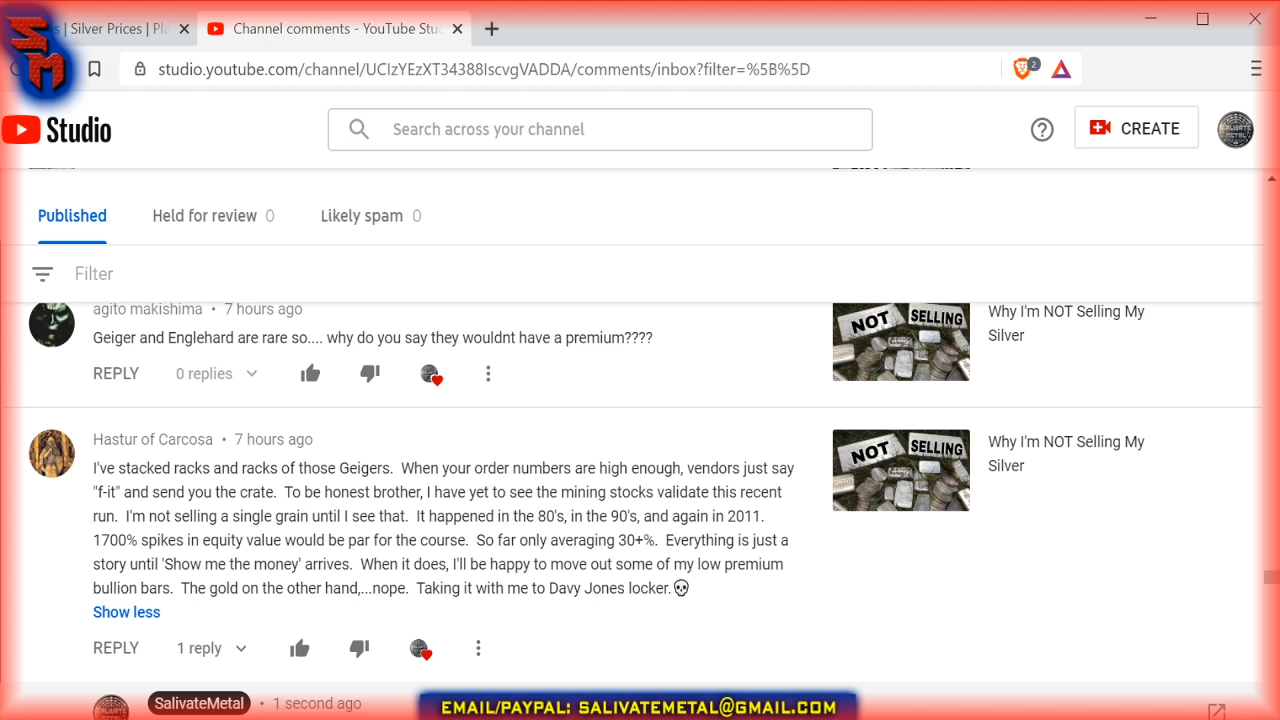 | Silver Prices | Pl
Channel comments - YouTube Stu
SM
studio.youtube.com/channel/UCIzYEzXT34388IscvgVADDA/comments/inbox?filter=%5B%5D
2
Studio
Search across your channel
CREATE
Published
Held for review 0
Likely spam 0
Filter
agito makishima • 7 hours ago
Geiger and Englehard are rare so.... why do you say they wouldnt have a premium????
REPLY
0 replies
NOT SELLING
Why I'm NOT Selling My
Silver
Hastur of Carcosa • 7 hours ago
I've stacked racks and racks of those Geigers. When your order numbers are high enough, vendors just say
"f-it" and send you the crate. To be honest brother, I have yet to see the mining stocks validate this recent
run. I'm not selling a single grain until I see that. It happened in the 80's, in the 90's, and again in 2011.
1700% spikes in equity value would be par for the course. So far only averaging 30+%. Everything is just a
story until 'Show me the money' arrives. When it does, I'll be happy to move out some of my low premium
bullion bars. The gold on the other hand,...nope. Taking it with me to Davy Jones locker.💀
Show less
REPLY
1 reply
NOT SELLING
Why I'm NOT Selling My
Silver
SalivateMetal • 1 second ago
EMAIL/PAYPAL: SALIVATEMETAL@GMAIL.COM